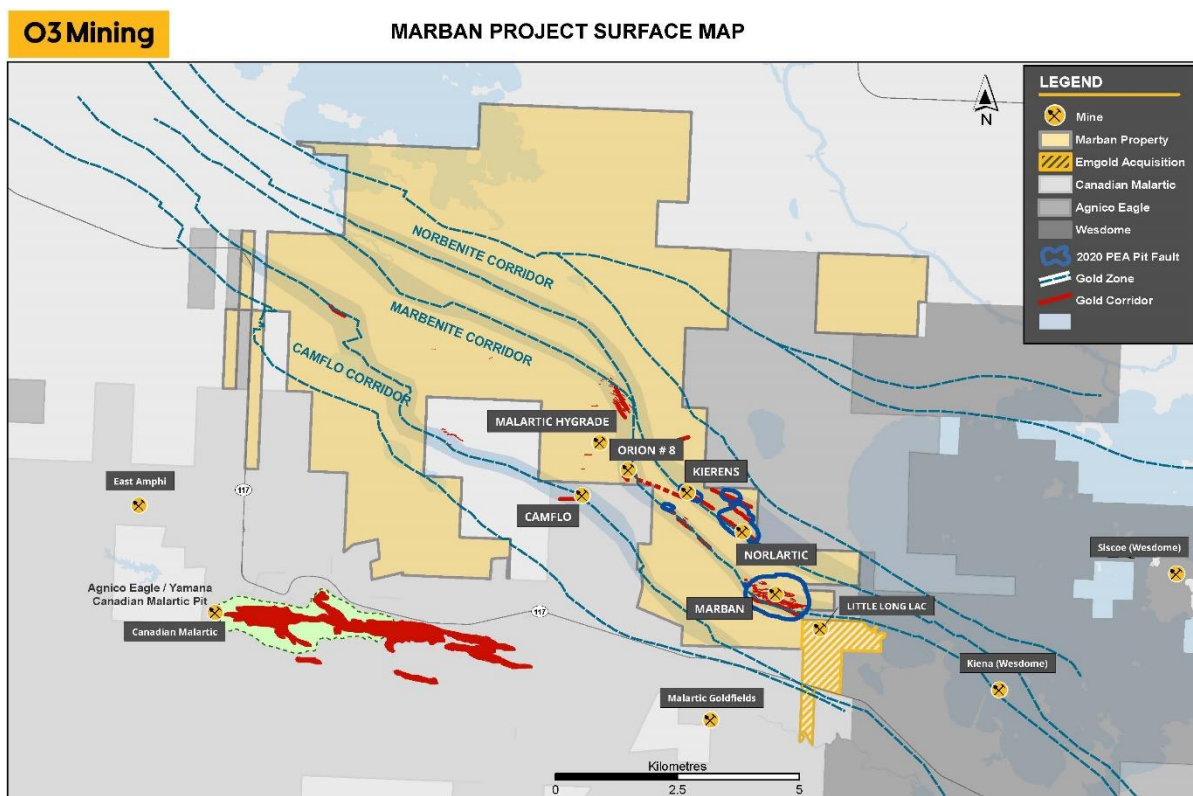 O3 Mining
MARBAN PROJECT SURFACE MAP
LEGEND
Mine
Marban Property
Emgold Acquisition
Canadian Malartic
Agnico Eagle
Wesdome
2020 PEA Pit Fault
Gold Zone
Gold Corridor
N
NORBENITE CORRIDOR
MARBENITE CORRIDOR
CAMFLO CORRIDOR
MALARTIC HYGRADE
ORION # 8
KIERENS
East Amphi
117
CAMFLO
NORLARTIC
Siscoe (Wesdome)
Agnico Eagle / Yamana
Canadian Malartic Pit
Canadian Malartic
117
MARBAN
LITTLE LONG LAC
Kiena (Wesdome)
Malartic Goldfields
Kilometres
0 2.5 5